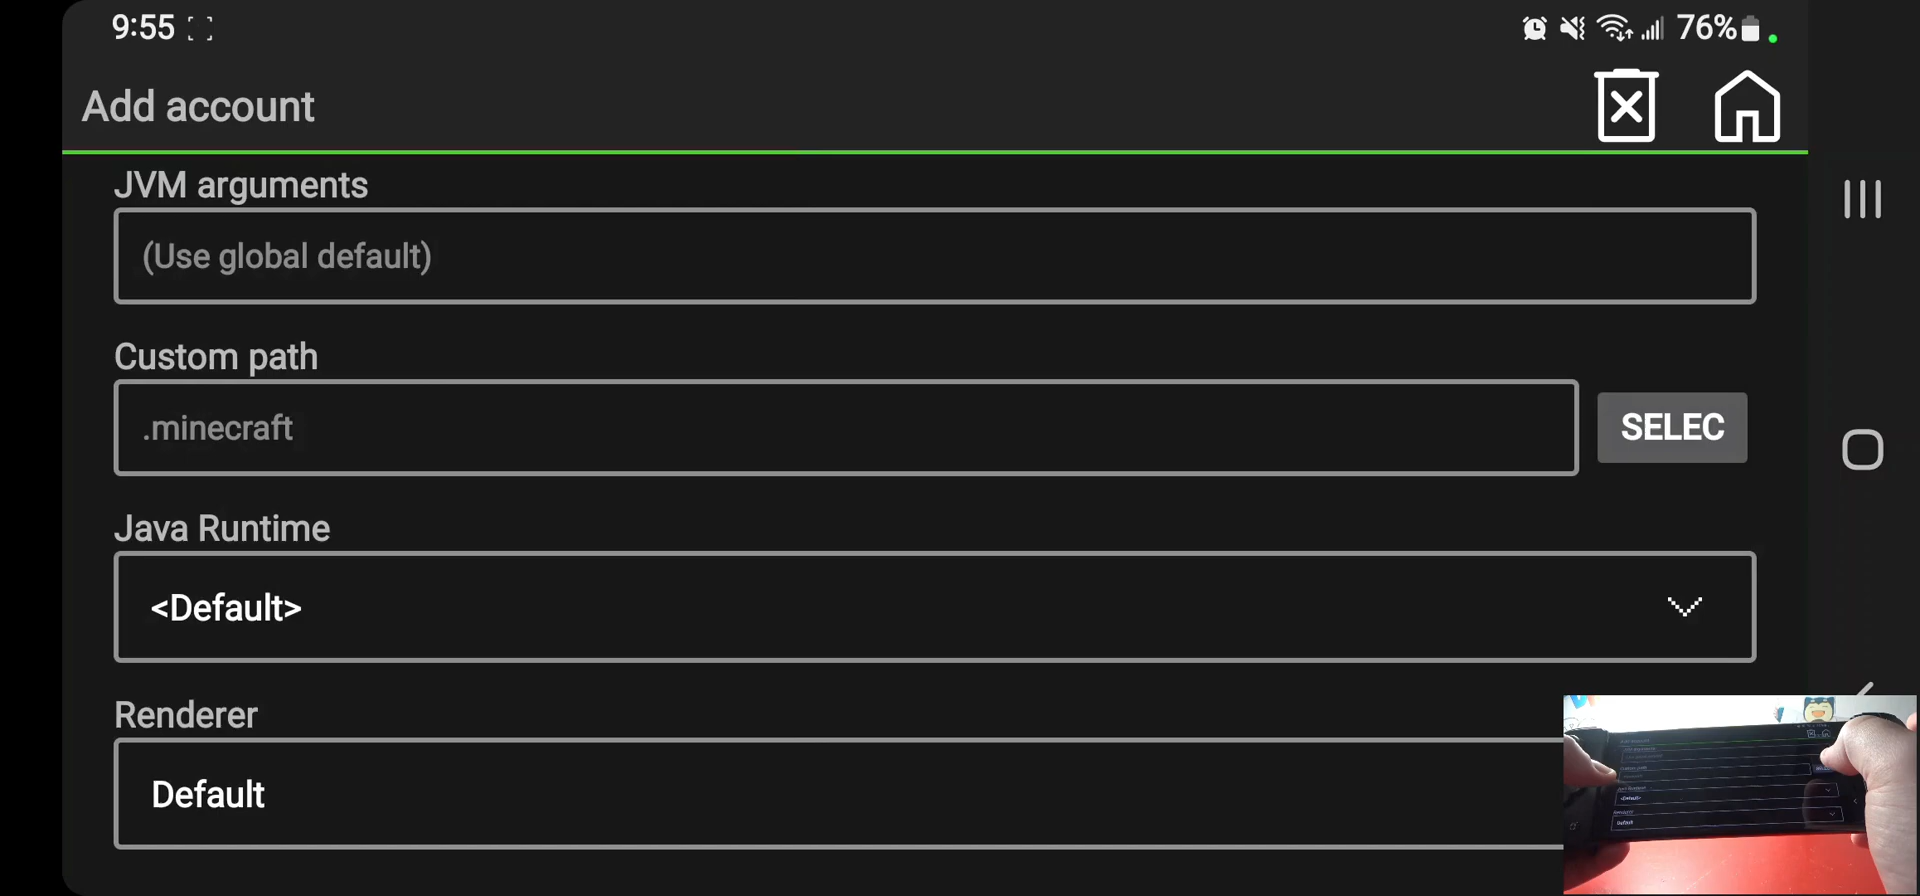 9:55
76%
Add account
JVM arguments
(Use global default)
Custom path
.minecraft
SELEC
Java Runtime
<Default>
Renderer
Default